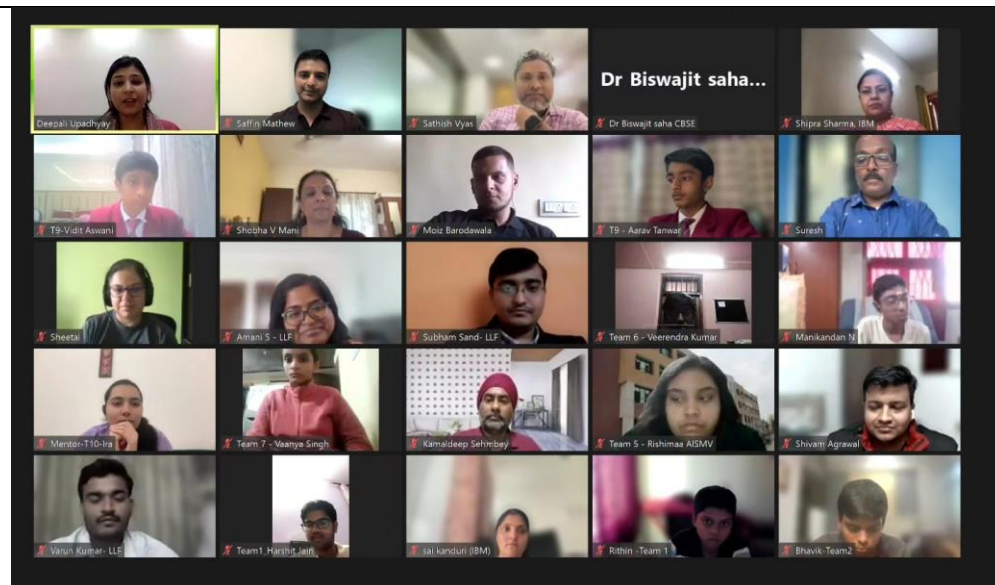 Deepali Upadhyay
Saffin Mathew
Sathish Vyas
Dr Biswajit saha...
Dr Biswajit saha CBSE
Shipra Sharma, IBM
T9-Vidit Aswani
Shobha V Mani
Moiz Barodawala
T9 - Aarav Tanwar
Suresh
Sheetal
Amani S - LLF
Subham Sand- LLF
Team 6 - Veerendra Kumar
Manikandan N
Mentor-T10-Ira
Team 7 - Vaanya Singh
Kamaldeep Sehmbey
Team 5 - Rishimaa AISMV
Shivam Agrawal
Varun Kumar- LLF
Team1_Harshit Jain
sai kanduri (IBM)
Rithin -Team 1
Bhavik-Team2